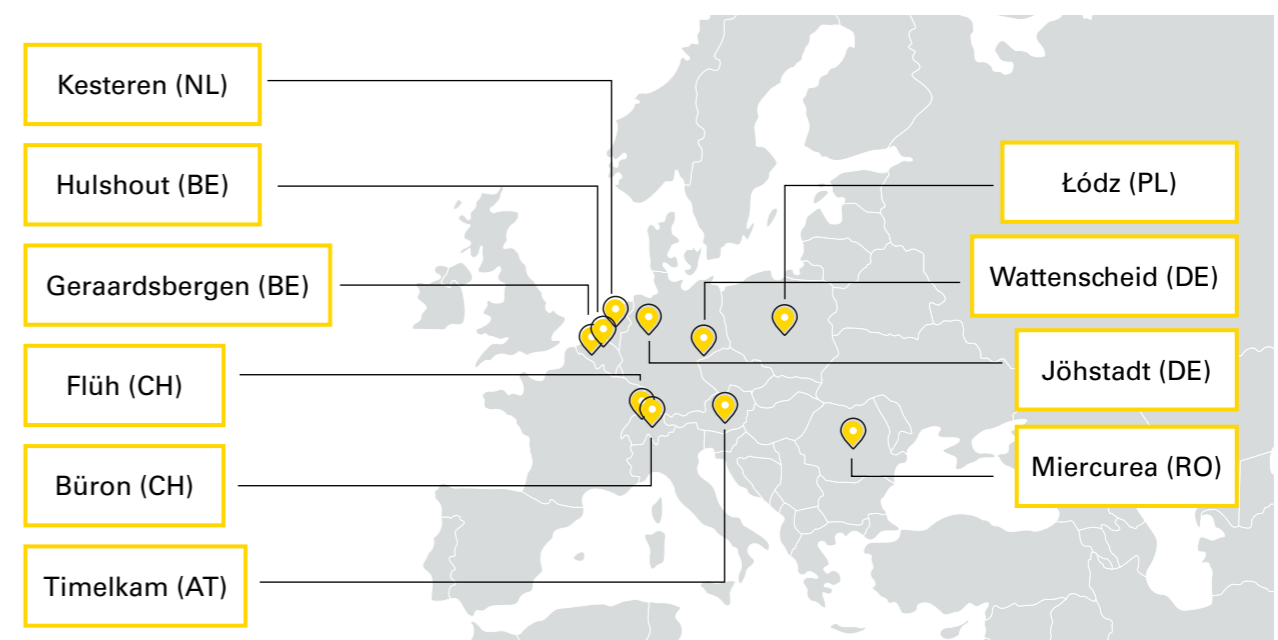 Kesteren (NL)
Hulshout (BE)
Geraardsbergen (BE)
Flüh (CH)
Büron (CH)
Timelkam (AT)
Łódz (PL)
Wattenscheid (DE)
Jöhstadt (DE)
Miercurea (RO)